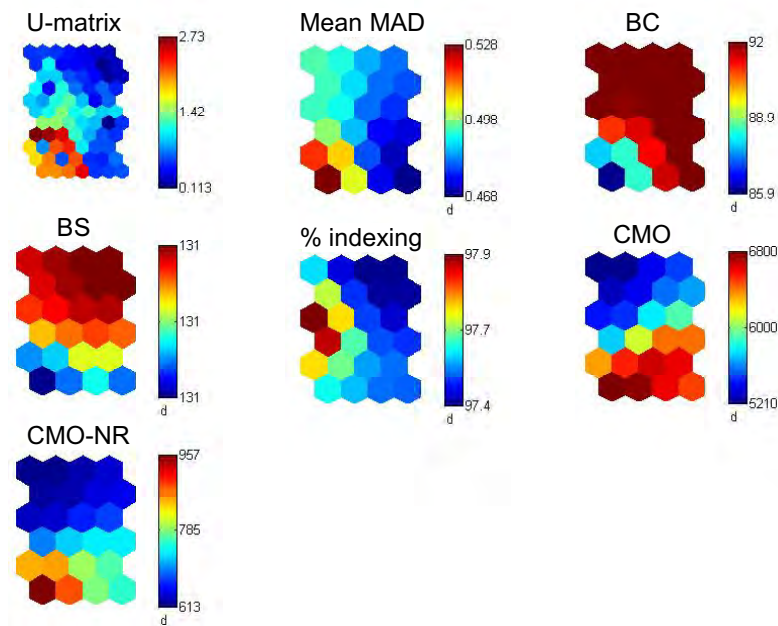 U-matrix
2.73
1.42
0.113
Mean MAD
0.528
0.498
0.468
d
BC
92
88.9
85.9
d
BS
131
131
131
d
% indexing
97.9
97.7
97.4
d
CMO
6800
6000
5210
d
CMO-NR
957
785
613
d